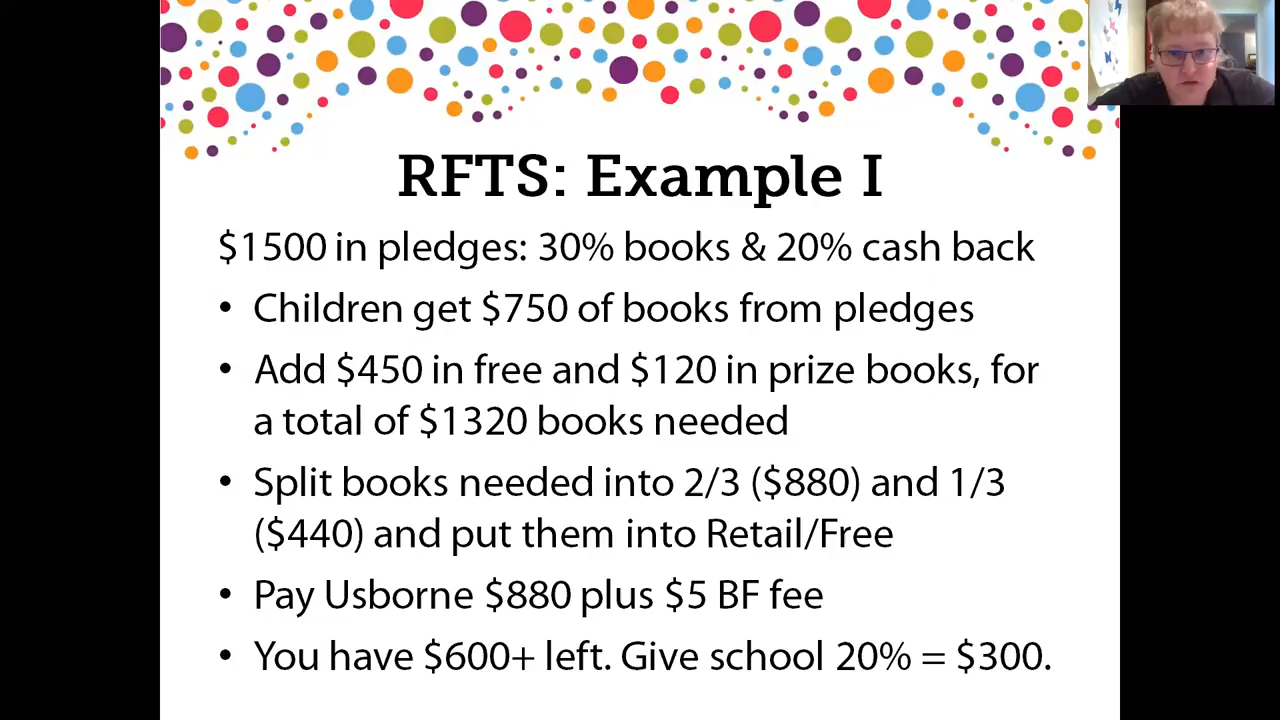 RFTS: Example I
$1500 in pledges: 30% books & 20% cash back
• Children get $750 of books from pledges
• Add $450 in free and $120 in prize books, for
a total of $1320 books needed
• Split books needed into 2/3 ($880) and 1/3
($440) and put them into Retail/Free
• Pay Usborne $880 plus $5 BF fee
• You have $600+ left. Give school 20% = $300.